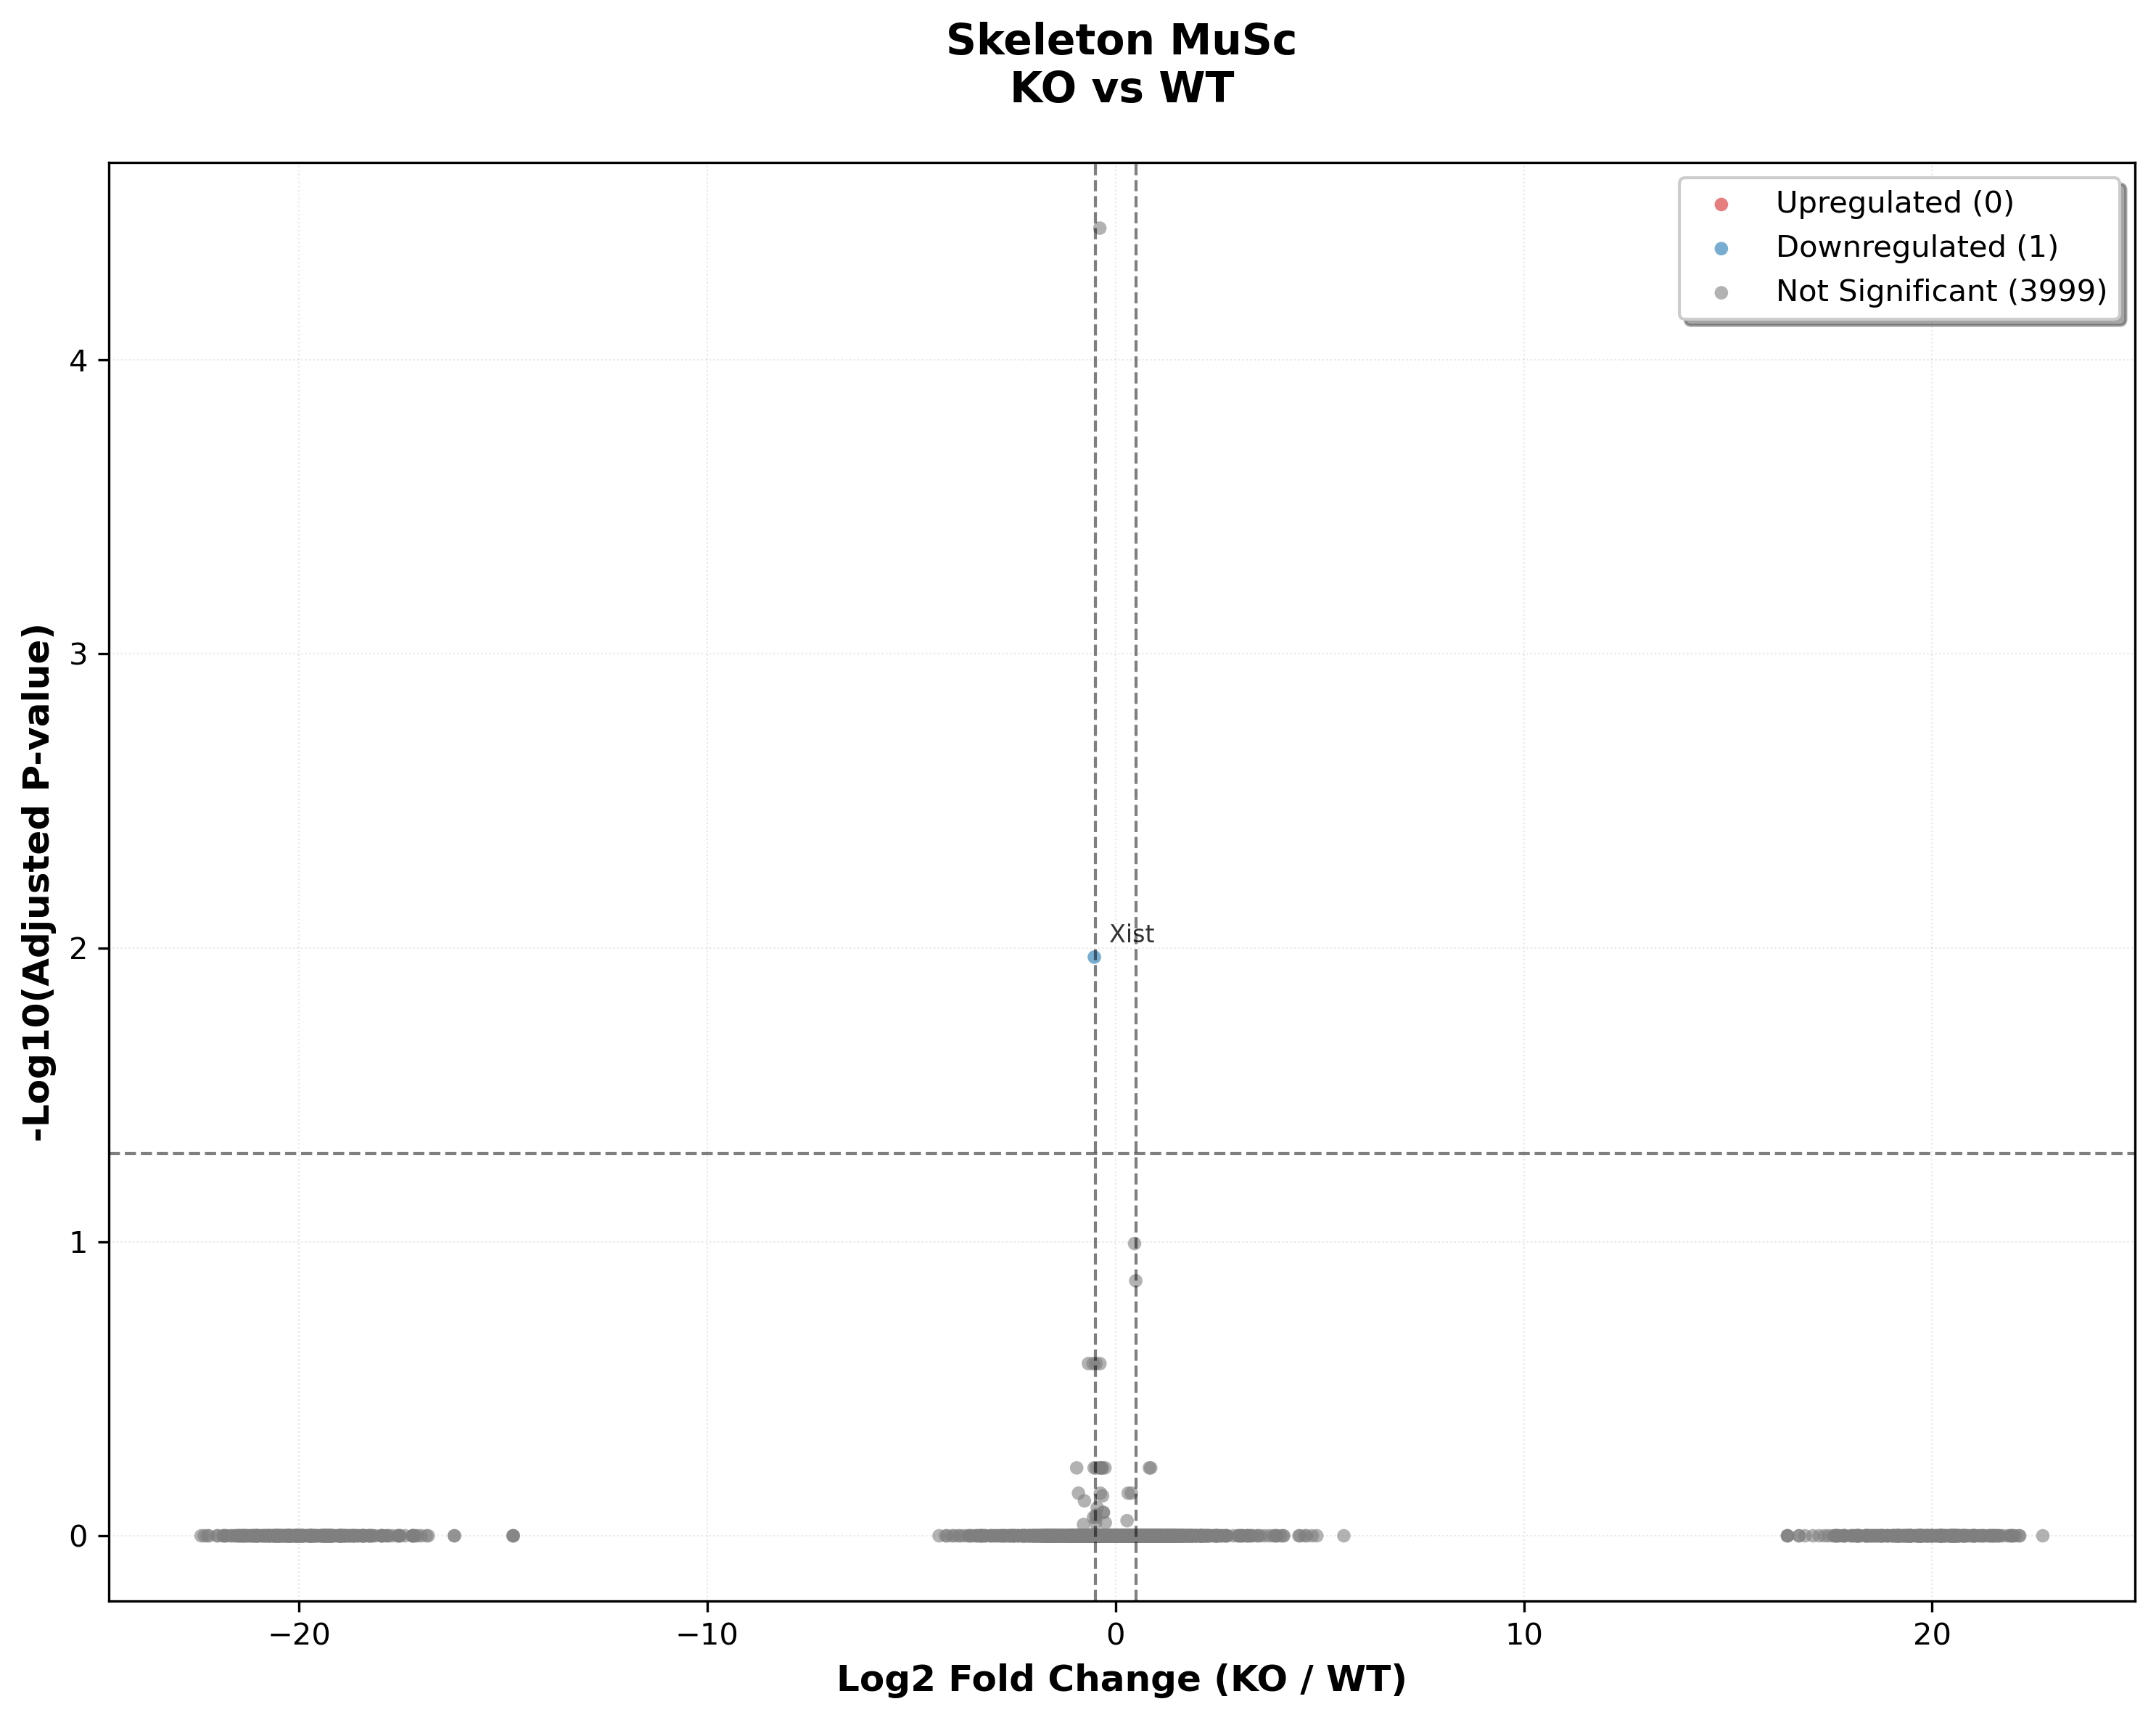 Skeleton MuSc
KO vs WT
Upregulated (0)
Downregulated (1)
Not Significant (3999)
4
3
2
1
0
-Log10(Adjusted P-value)
Xist
−20
−10
0
10
20
Log2 Fold Change (KO / WT)